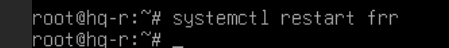 root@hq-r:~# systemctl restart frr
root@hq-r:~# _